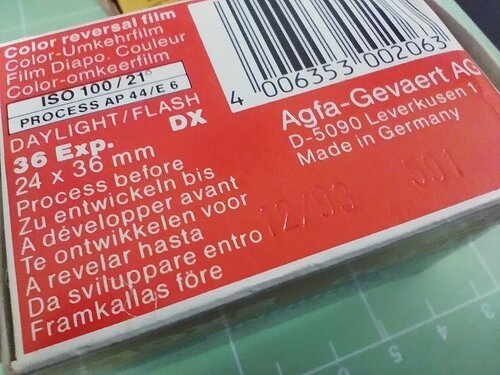 Color reversal film
Color-Umkehrfilm
Film Diapo. Couleur
Color-omkeerfilm
ISO 100/21°
PROCESS AP 44/E 6
DAYLIGHT/FLASH
36 Exp. DX
24 x 36 mm
Process before
Zu entwickeln bis
A développer avant
Te ontwikkelen voor
A revelar hasta
Da sviluppare entro
Framkallas före
4 006353 002063
Agfa-Gevaert AG
D-5090 Leverkusen 1
Made in Germany
12/93 501